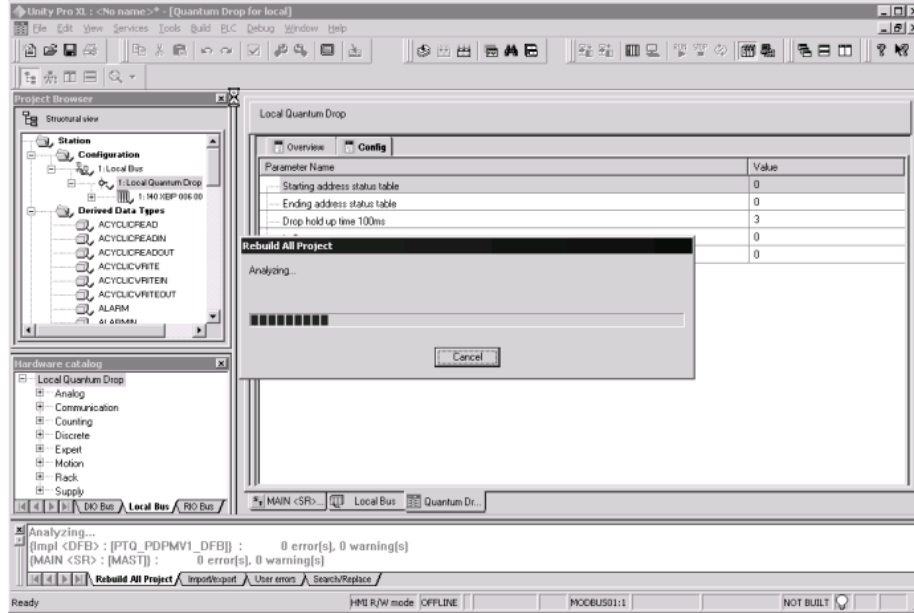 Unity Pro XL : <No name>* - [Quantum Drop for local]
File Edit View Services Tools Build PLC Debug Window Help
Project Browser
Structural view
Station
Configuration
1:Local Bus
1:Local Quantum Drop
1:140 XBP 006 00
Derived Data Types
ACYCLICREAD
ACYCLICREADIN
ACYCLICREADOUT
ACYCLICWRITE
ACYCLICWRITEIN
ACYCLICWRITEOUT
ALARM
ALARMIN
Hardware catalog
Local Quantum Drop
Analog
Communication
Counting
Discrete
Expert
Motion
Rack
Supply
DIO Bus Local Bus RIO Bus
Local Quantum Drop
Overview Config
Parameter Name Value
Starting address status table 0
Ending address status table 0
Drop hold up time 100ms 3
0
0
Rebuild All Project
Analyzing...
Cancel
MAIN <SR>... Local Bus Quantum Dr...
Analyzing...
{Impl <DFB> : [PTQ_PDPMV1_DFB]} : 0 error(s), 0 warning(s)
{MAIN <SR> : [MAST]} : 0 error(s), 0 warning(s)
Rebuild All Project Import/export User errors Search/Replace
Ready HMI R/W mode OFFLINE MODBUS01:1 NOT BUILT